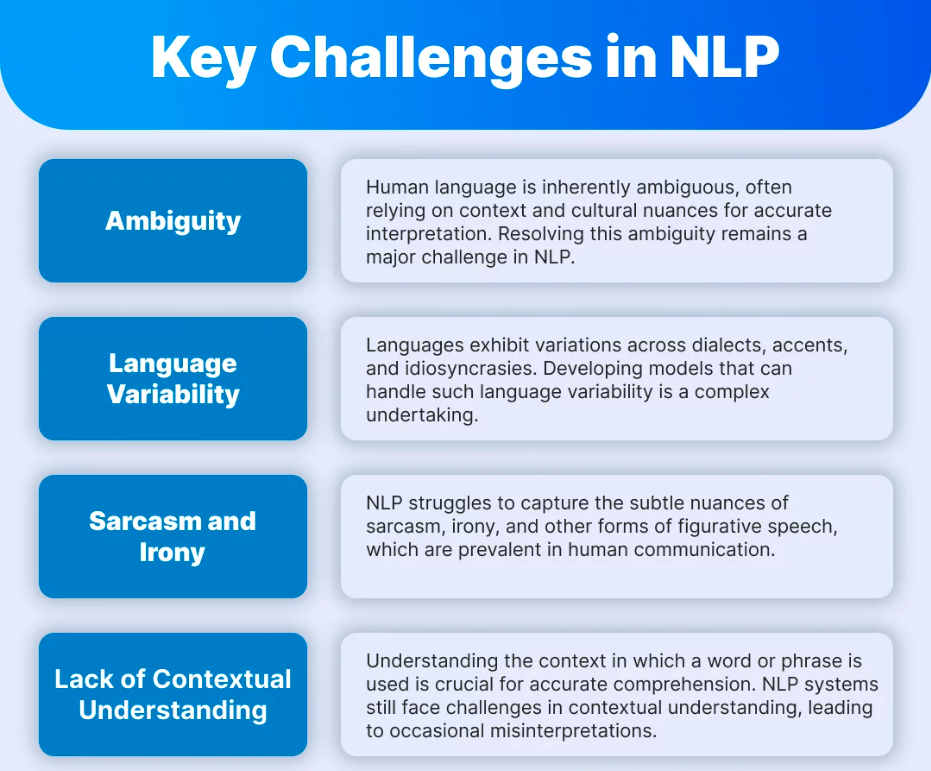 Key Challenges in NLP
Ambiguity
Human language is inherently ambiguous, often
relying on context and cultural nuances for accurate
interpretation. Resolving this ambiguity remains a
major challenge in NLP.
Language
Variability
Languages exhibit variations across dialects, accents,
and idiosyncrasies. Developing models that can
handle such language variability is a complex
undertaking.
Sarcasm and
Irony
NLP struggles to capture the subtle nuances of
sarcasm, irony, and other forms of figurative speech,
which are prevalent in human communication.
Lack of Contextual
Understanding
Understanding the context in which a word or phrase is
used is crucial for accurate comprehension. NLP systems
still face challenges in contextual understanding, leading
to occasional misinterpretations.